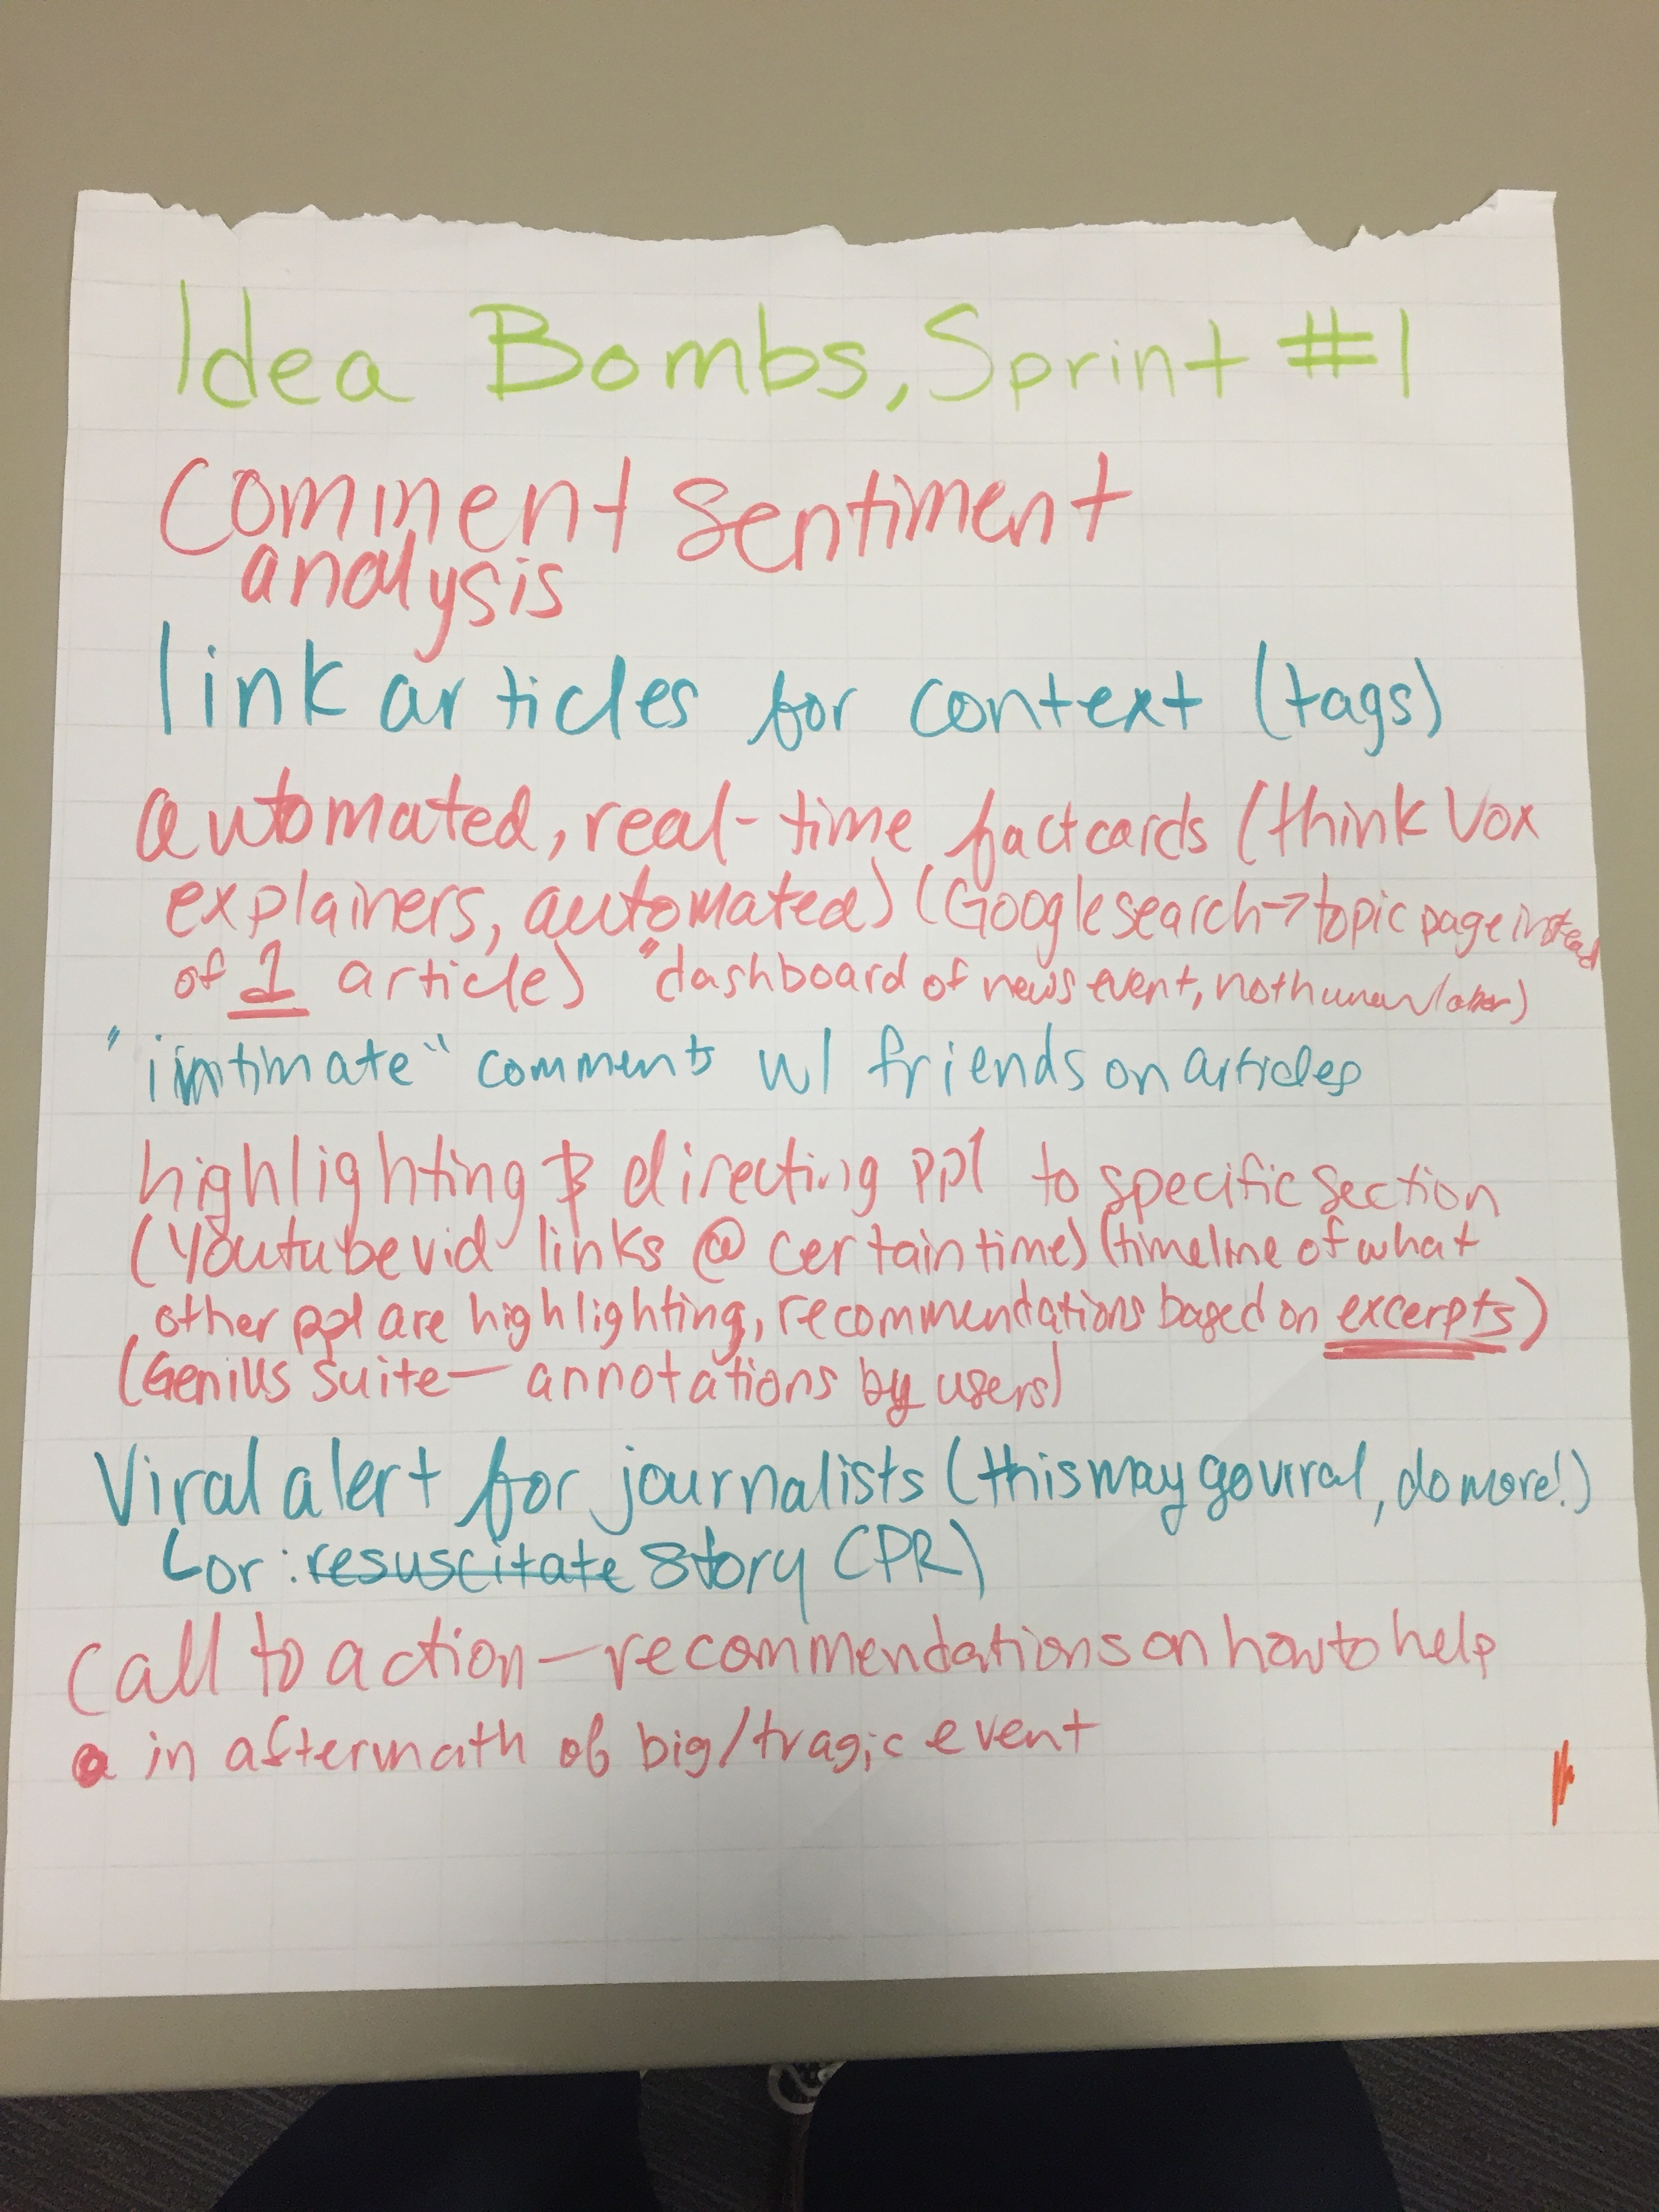 Idea Bombs, Sprint #1
Comment Sentiment
analysis
link articles for context (tags)
automated, real-time factcards (think Vox
explainers, automated) (Google search → topic page instead
of 1 article) "dashboard of news event, not human labor)
"intimate" comments w/ friends on articles
highlighting & directing ppl to specific section
(Youtube vid links @ certain time) (timeline of what
other ppl are highlighting, recommendations based on excerpts)
(Genius suite — annotations by users)
Viral alert for journalists (this may go viral, do more!)
or: resuscitate story CPR)
Call to action — recommendations on how to help
in aftermath of big/tragic event